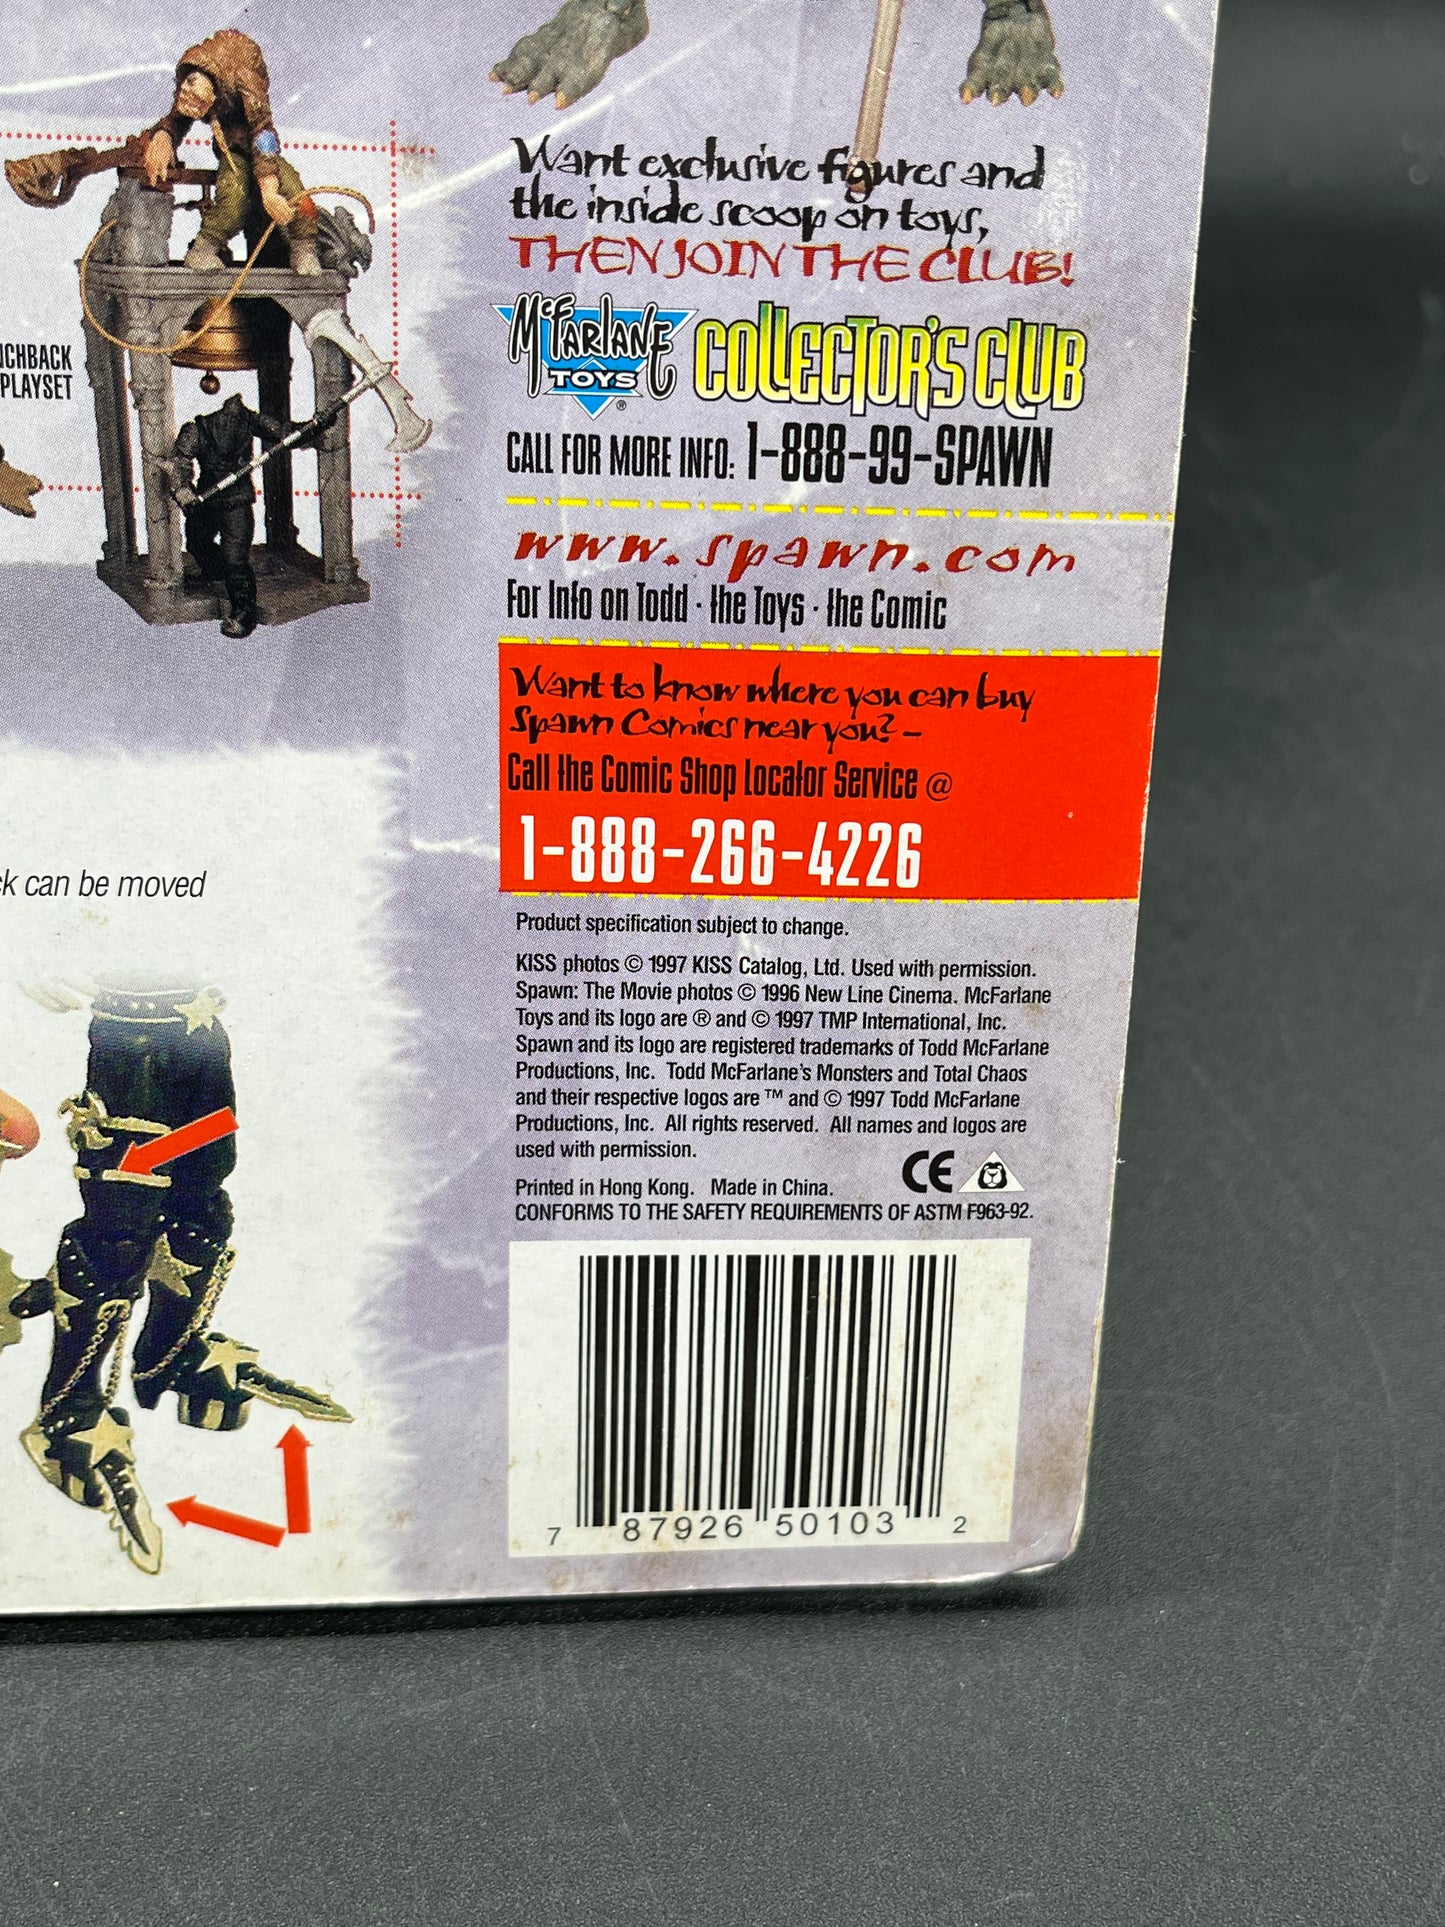 Want exclusive figures and
the inside scoop on toys,
THEN JOIN THE CLUB!
McFARLANE TOYS ® COLLECTOR'S CLUB
CALL FOR MORE INFO: 1-888-99-SPAWN
PLAYSET
www.spawn.com
For Info on Todd · the Toys · the Comic
Want to know where you can buy
Spawn Comics near you? –
Call the Comic Shop Locator Service @
1-888-266-4226
can be moved
Product specification subject to change.
KISS photos © 1997 KISS Catalog, Ltd. Used with permission.
Spawn: The Movie photos © 1996 New Line Cinema. McFarlane
Toys and its logo are ® and © 1997 TMP International, Inc.
Spawn and its logo are registered trademarks of Todd McFarlane
Productions, Inc. Todd McFarlane's Monsters and Total Chaos
and their respective logos are ™ and © 1997 Todd McFarlane
Productions, Inc. All rights reserved. All names and logos are
used with permission.
Printed in Hong Kong. Made in China. CE
CONFORMS TO THE SAFETY REQUIREMENTS OF ASTM F963-92.
7 87926 50103 2